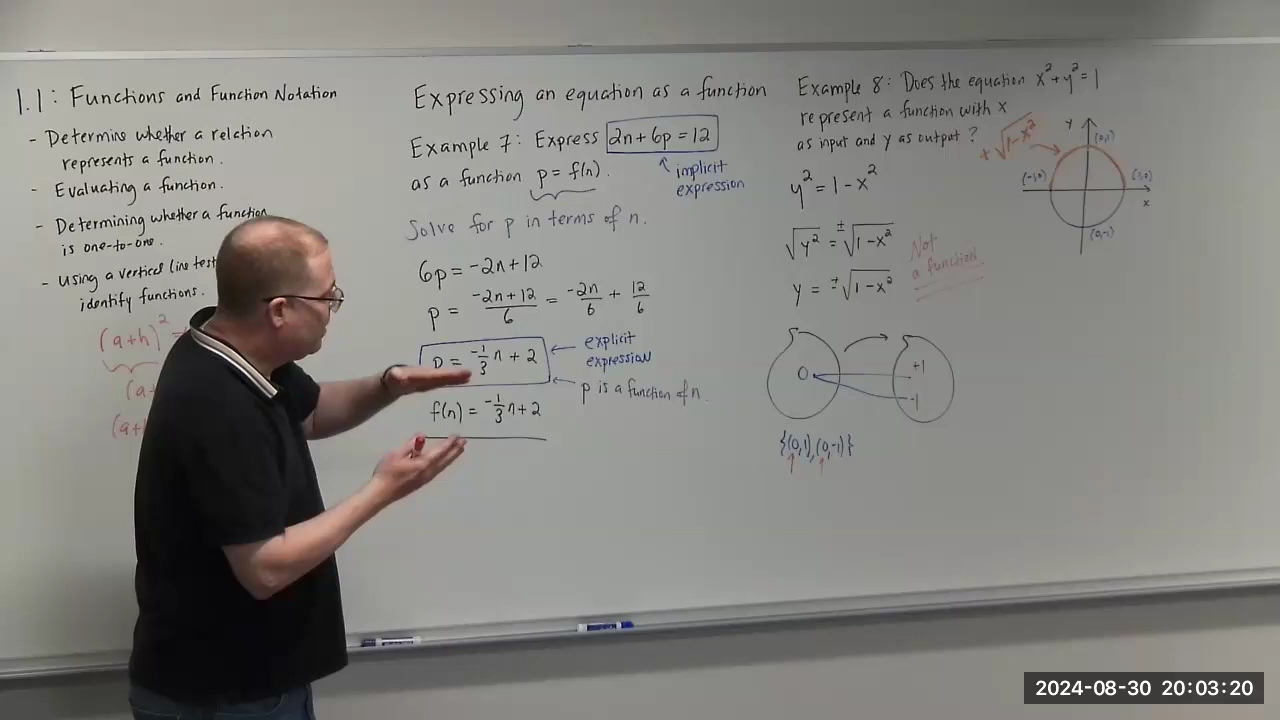 1.1: Functions and Function Notation
- Determine whether a relation
represents a function.
- Evaluating a function.
- Determining whether a function
is one-to-one.
- Using a vertical line test
identify functions.
(a+h)²
(a+
(a+h
Expressing an equation as a function
Example 7: Express 2n+6p=12
as a function p=f(n).
implicit
expression
Solve for p in terms of n.
6p = -2n+12
p = (-2n+12)/6 = -2n/6 + 12/6
p = -1/3 n + 2
explicit
expression
p is a function of n.
f(n) = -1/3 n + 2
Example 8: Does the equation x²+y²=1
represent a function with x
as input and y as output?
y² = 1 - x²
√y² = ±√1-x²
y = ±√1-x²
Not
a function
0
+1
-1
{(0,1),(0,-1)}
+√1-x²
y
(0,1)
(-1,0)
(1,0)
x
(0,-1)
2024-08-30 20:03:20